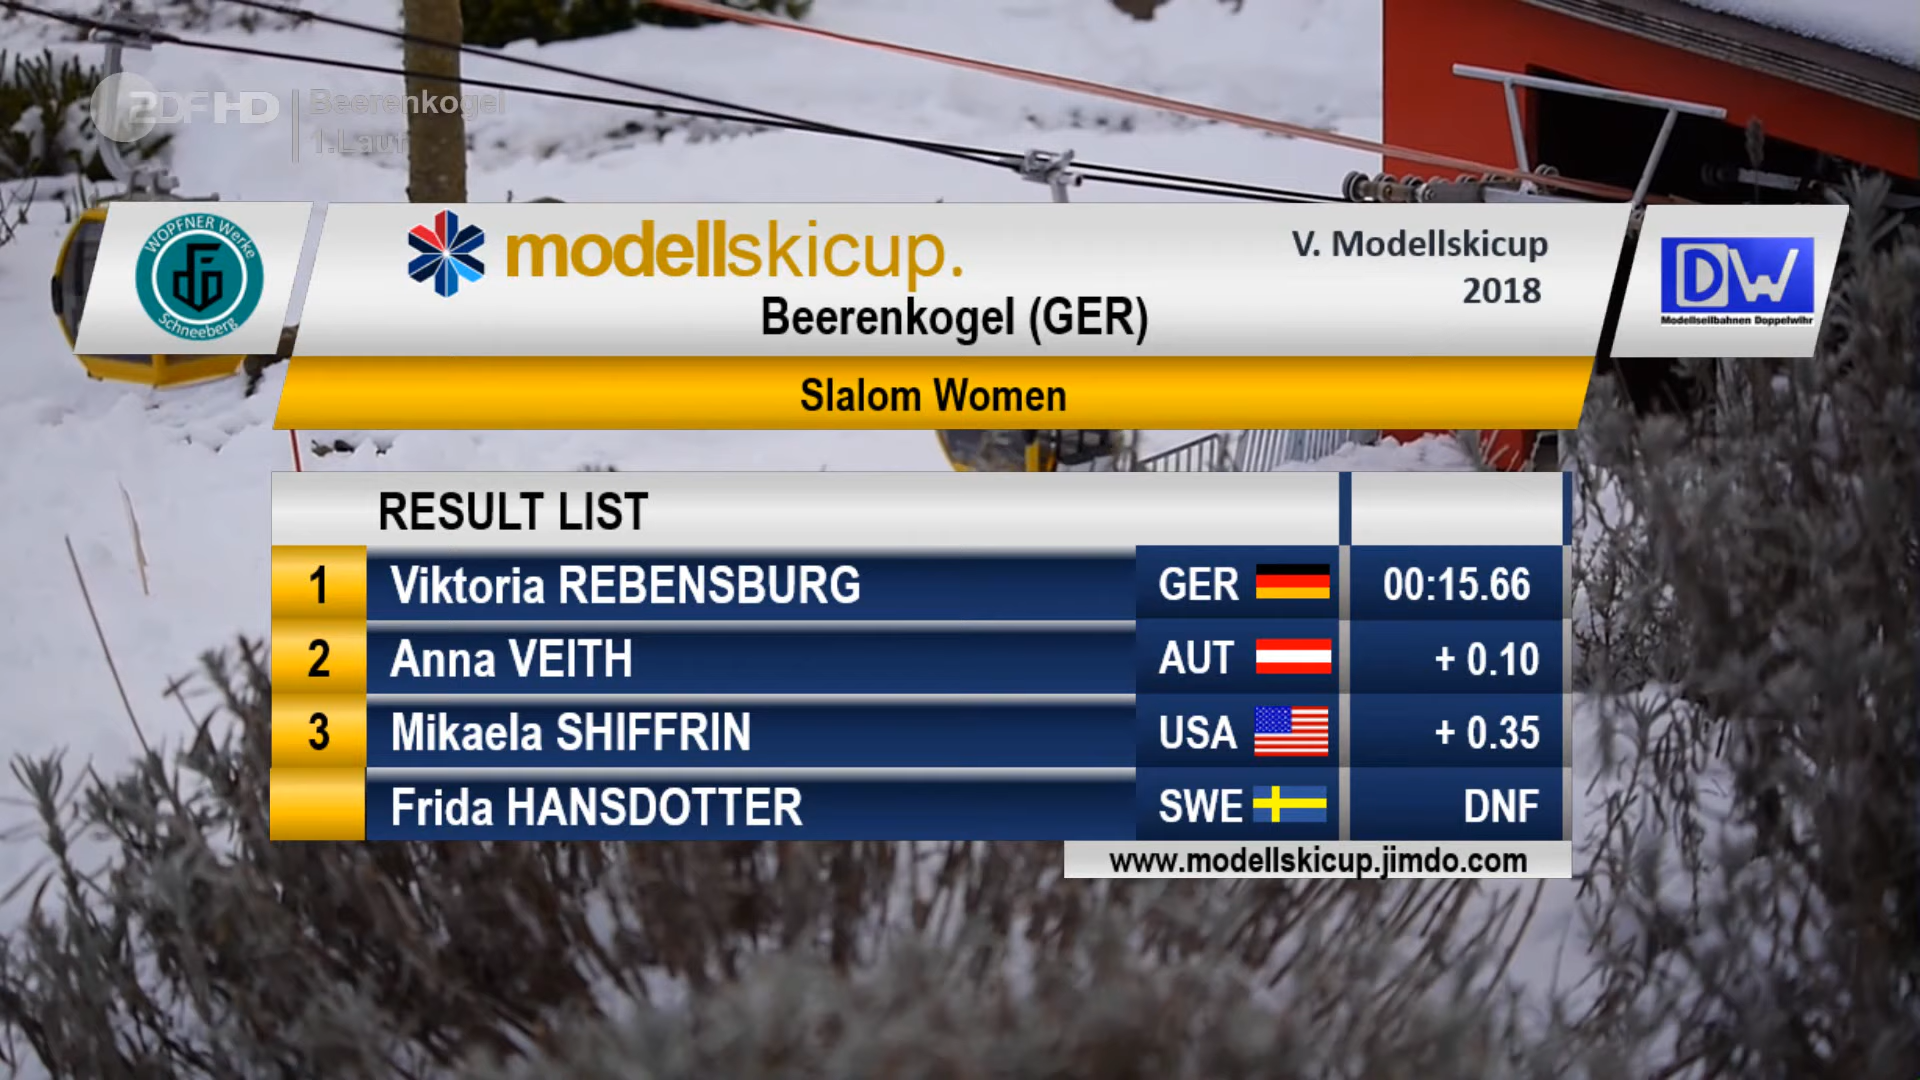 ZDFHD
Beerenkogel
1.Lauf
WOPFNER Werke
Schneeberg
modellskicup.
Beerenkogel (GER)
V. Modellskicup
2018
DW
Modellseilbahnen Doppelwihr
Slalom Women
RESULT LIST
1 Viktoria REBENSBURG GER 00:15.66
2 Anna VEITH AUT + 0.10
3 Mikaela SHIFFRIN USA + 0.35
Frida HANSDOTTER SWE DNF
www.modellskicup.jimdo.com